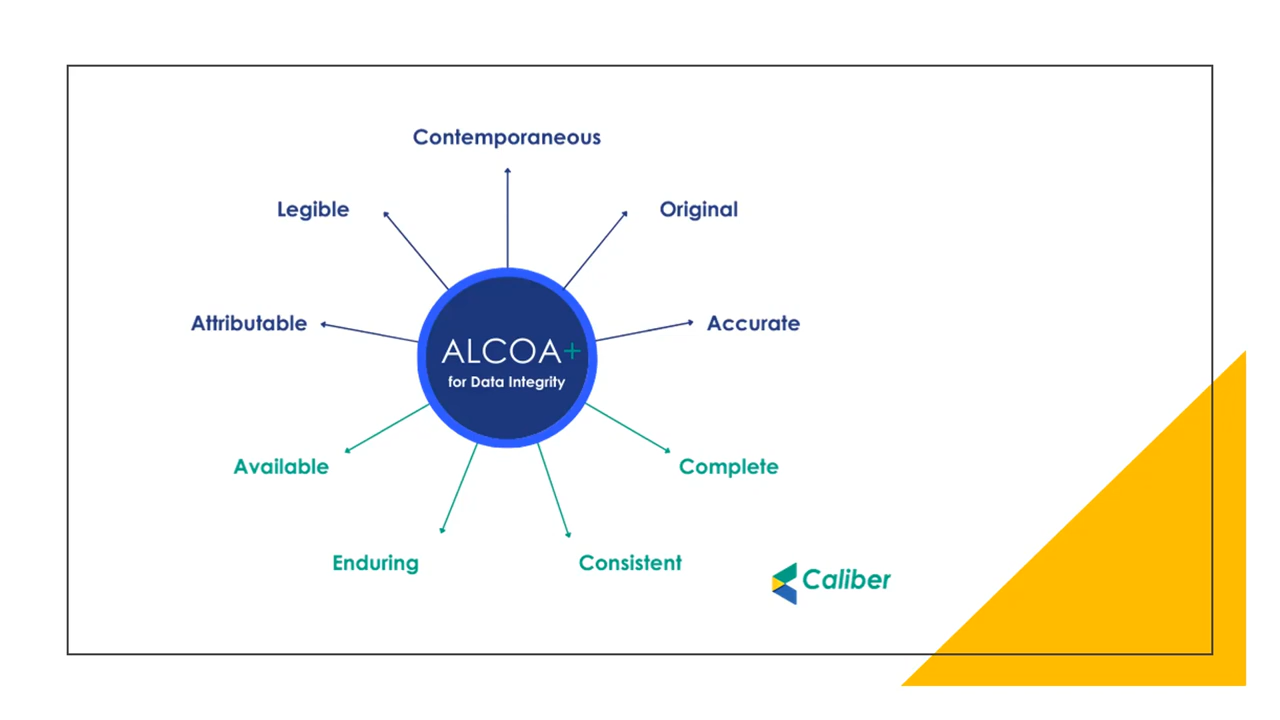 Contemporaneous
Legible
Original
Attributable
Accurate
ALCOA+
for Data Integrity
Available
Complete
Enduring
Consistent
Caliber